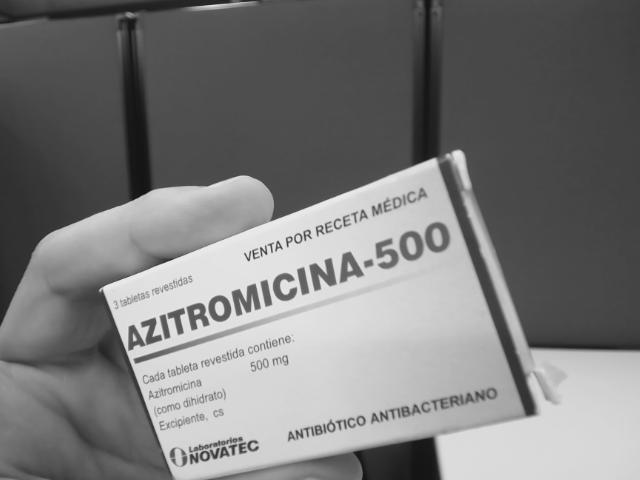 VENTA POR RECETA MÉDICA
3 tabletas revestidas
AZITROMICINA-500
Cada tableta revestida contiene:
Azitromicina 500 mg
(como dihidrato)
Excipiente, cs
Laboratorios
NOVATEC
ANTIBIÓTICO ANTIBACTERIANO